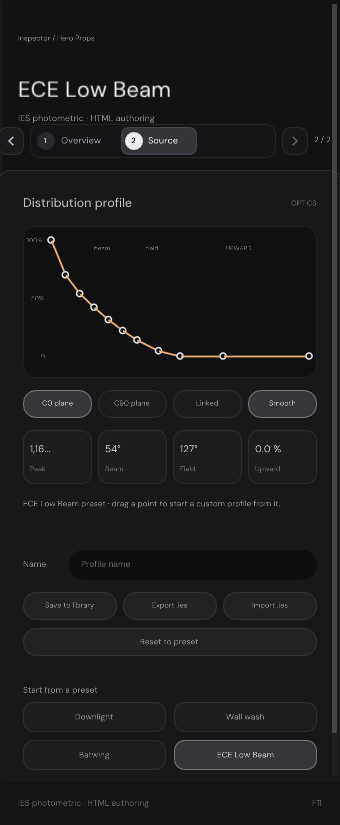 Inspector / Hero Props
ECE Low Beam
IES photometric · HTML authoring
1 Overview
2 Source
2 / 2
Distribution profile
OPTICS
100%
beam
field
UPWARD
0
C0 plane
C90 plane
Linked
Smooth
1,16...
54°
127°
0.0 %
Peak
Beam
Field
Upward
ECE Low Beam preset · drag a point to start a custom profile from it.
Name
Profile name
Save to library
Export .ies
Import .ies
Reset to preset
Start from a preset
Downlight
Wall wash
Batwing
ECE Low Beam
IES photometric · HTML authoring
F11